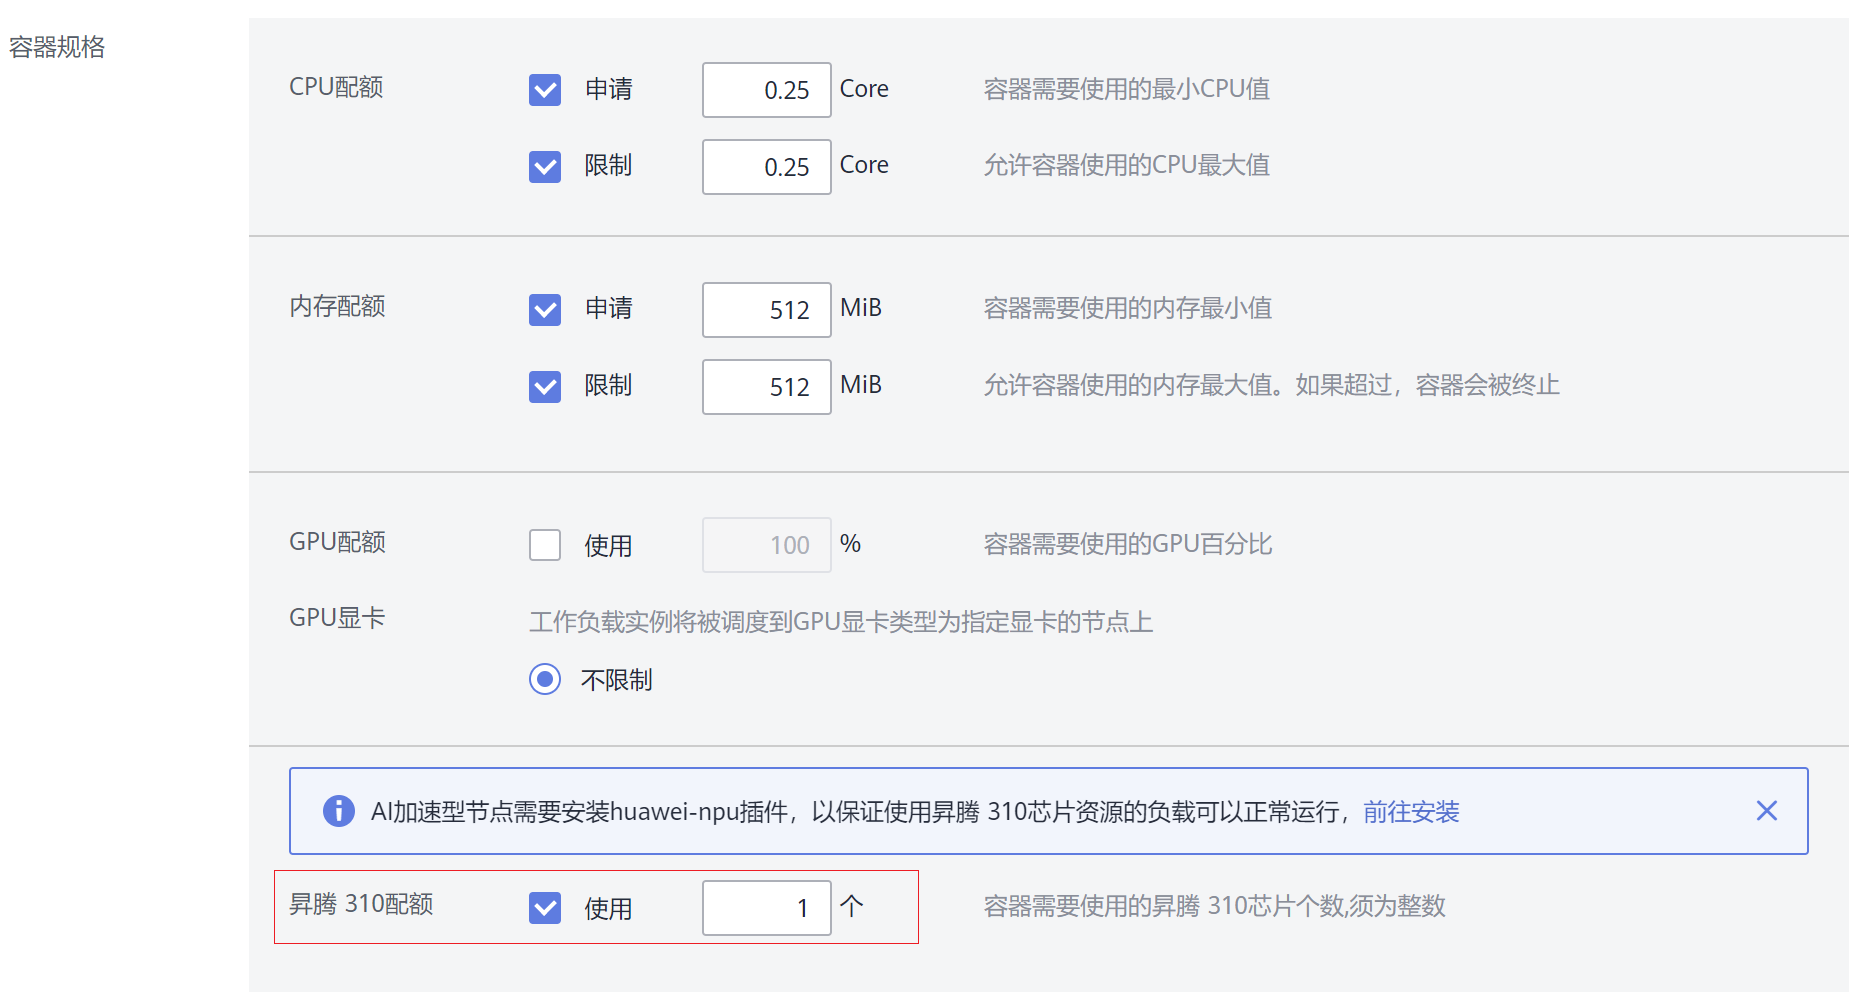 容器规格
CPU配额 申请 0.25 Core 容器需要使用的最小CPU值
限制 0.25 Core 允许容器使用的CPU最大值
内存配额 申请 512 MiB 容器需要使用的内存最小值
限制 512 MiB 允许容器使用的内存最大值。如果超过，容器会被终止
GPU配额 使用 100 % 容器需要使用的GPU百分比
GPU显卡 工作负载实例将被调度到GPU显卡类型为指定显卡的节点上
不限制
AI加速型节点需要安装huawei-npu插件，以保证使用昇腾 310芯片资源的负载可以正常运行，前往安装
昇腾 310配额 使用 1 个 容器需要使用的昇腾 310芯片个数,须为整数